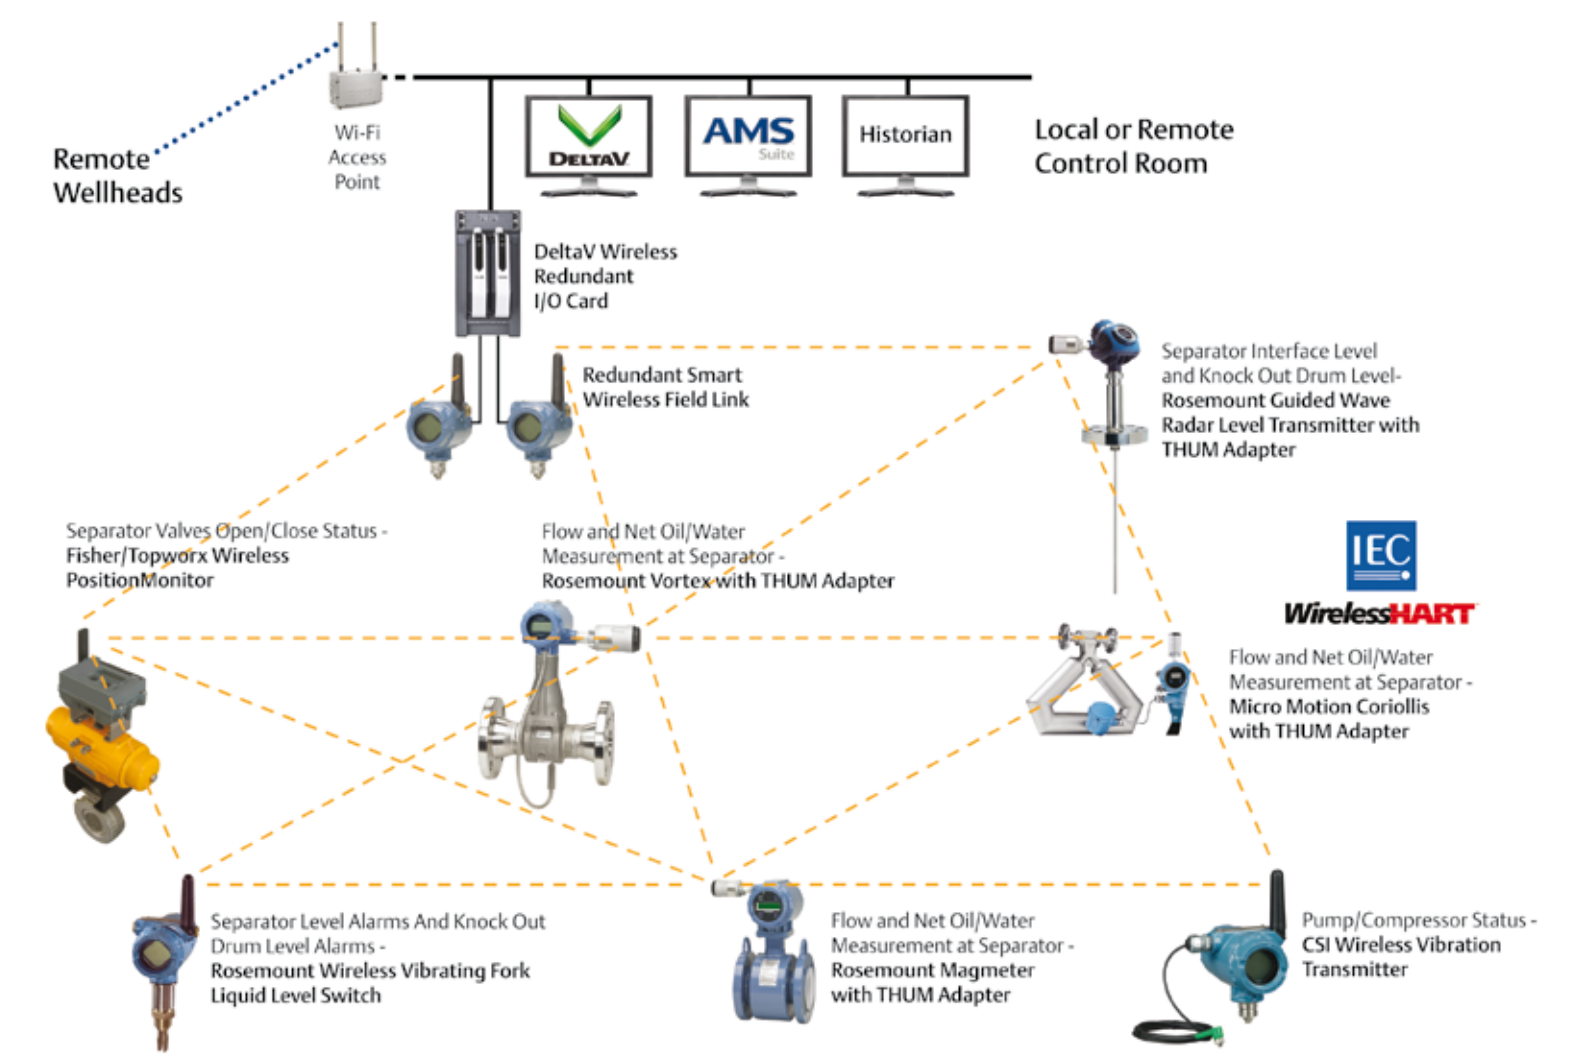 Wi-Fi
Access
Point
Remote
Wellheads
DELTAV
AMS
Suite
Historian
Local or Remote
Control Room
DeltaV Wireless
Redundant
I/O Card
Redundant Smart
Wireless Field Link
Separator Interface Level
and Knock Out Drum Level-
Rosemount Guided Wave
Radar Level Transmitter with
THUM Adapter
Separator Valves Open/Close Status -
Fisher/Topworx Wireless
PositionMonitor
Flow and Net Oil/Water
Measurement at Separator -
Rosemount Vortex with THUM Adapter
IEC
WirelessHART
Flow and Net Oil/Water
Measurement at Separator -
Micro Motion Coriollis
with THUM Adapter
Separator Level Alarms And Knock Out
Drum Level Alarms -
Rosemount Wireless Vibrating Fork
Liquid Level Switch
Flow and Net Oil/Water
Measurement at Separator -
Rosemount Magmeter
with THUM Adapter
Pump/Compressor Status -
CSI Wireless Vibration
Transmitter